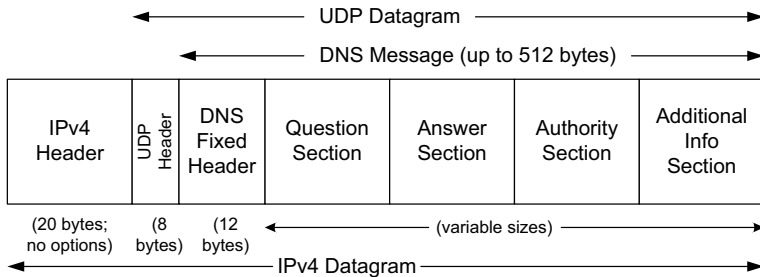 UDP Datagram
DNS Message (up to 512 bytes)
IPv4
Header
UDP
Header
DNS
Fixed
Header
Question
Section
Answer
Section
Authority
Section
Additional
Info
Section
(20 bytes;
no options)
(8
bytes)
(12
bytes)
(variable sizes)
IPv4 Datagram